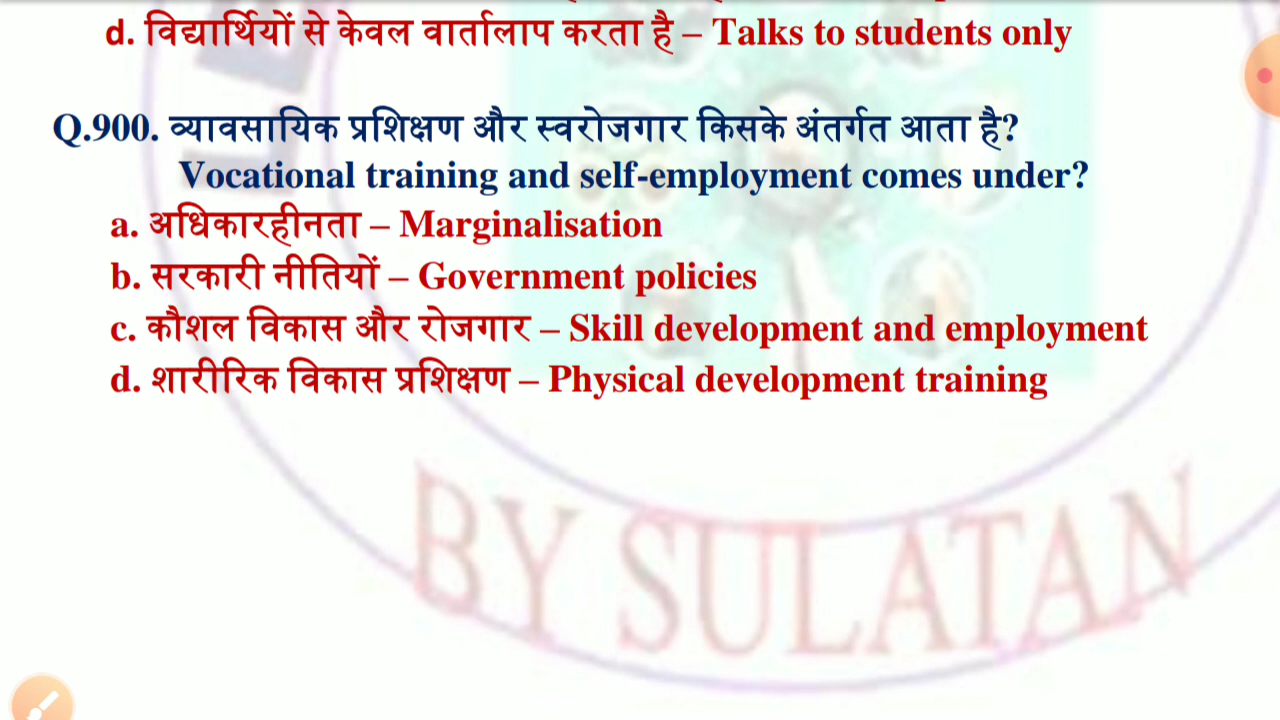 d. विद्यार्थियों से केवल वार्तालाप करता है – Talks to students only
Q.900. व्यावसायिक प्रशिक्षण और स्वरोजगार किसके अंतर्गत आता है?
Vocational training and self-employment comes under?
a. अधिकारहीनता – Marginalisation
b. सरकारी नीतियों – Government policies
c. कौशल विकास और रोजगार – Skill development and employment
d. शारीरिक विकास प्रशिक्षण – Physical development training
BY SULATAN